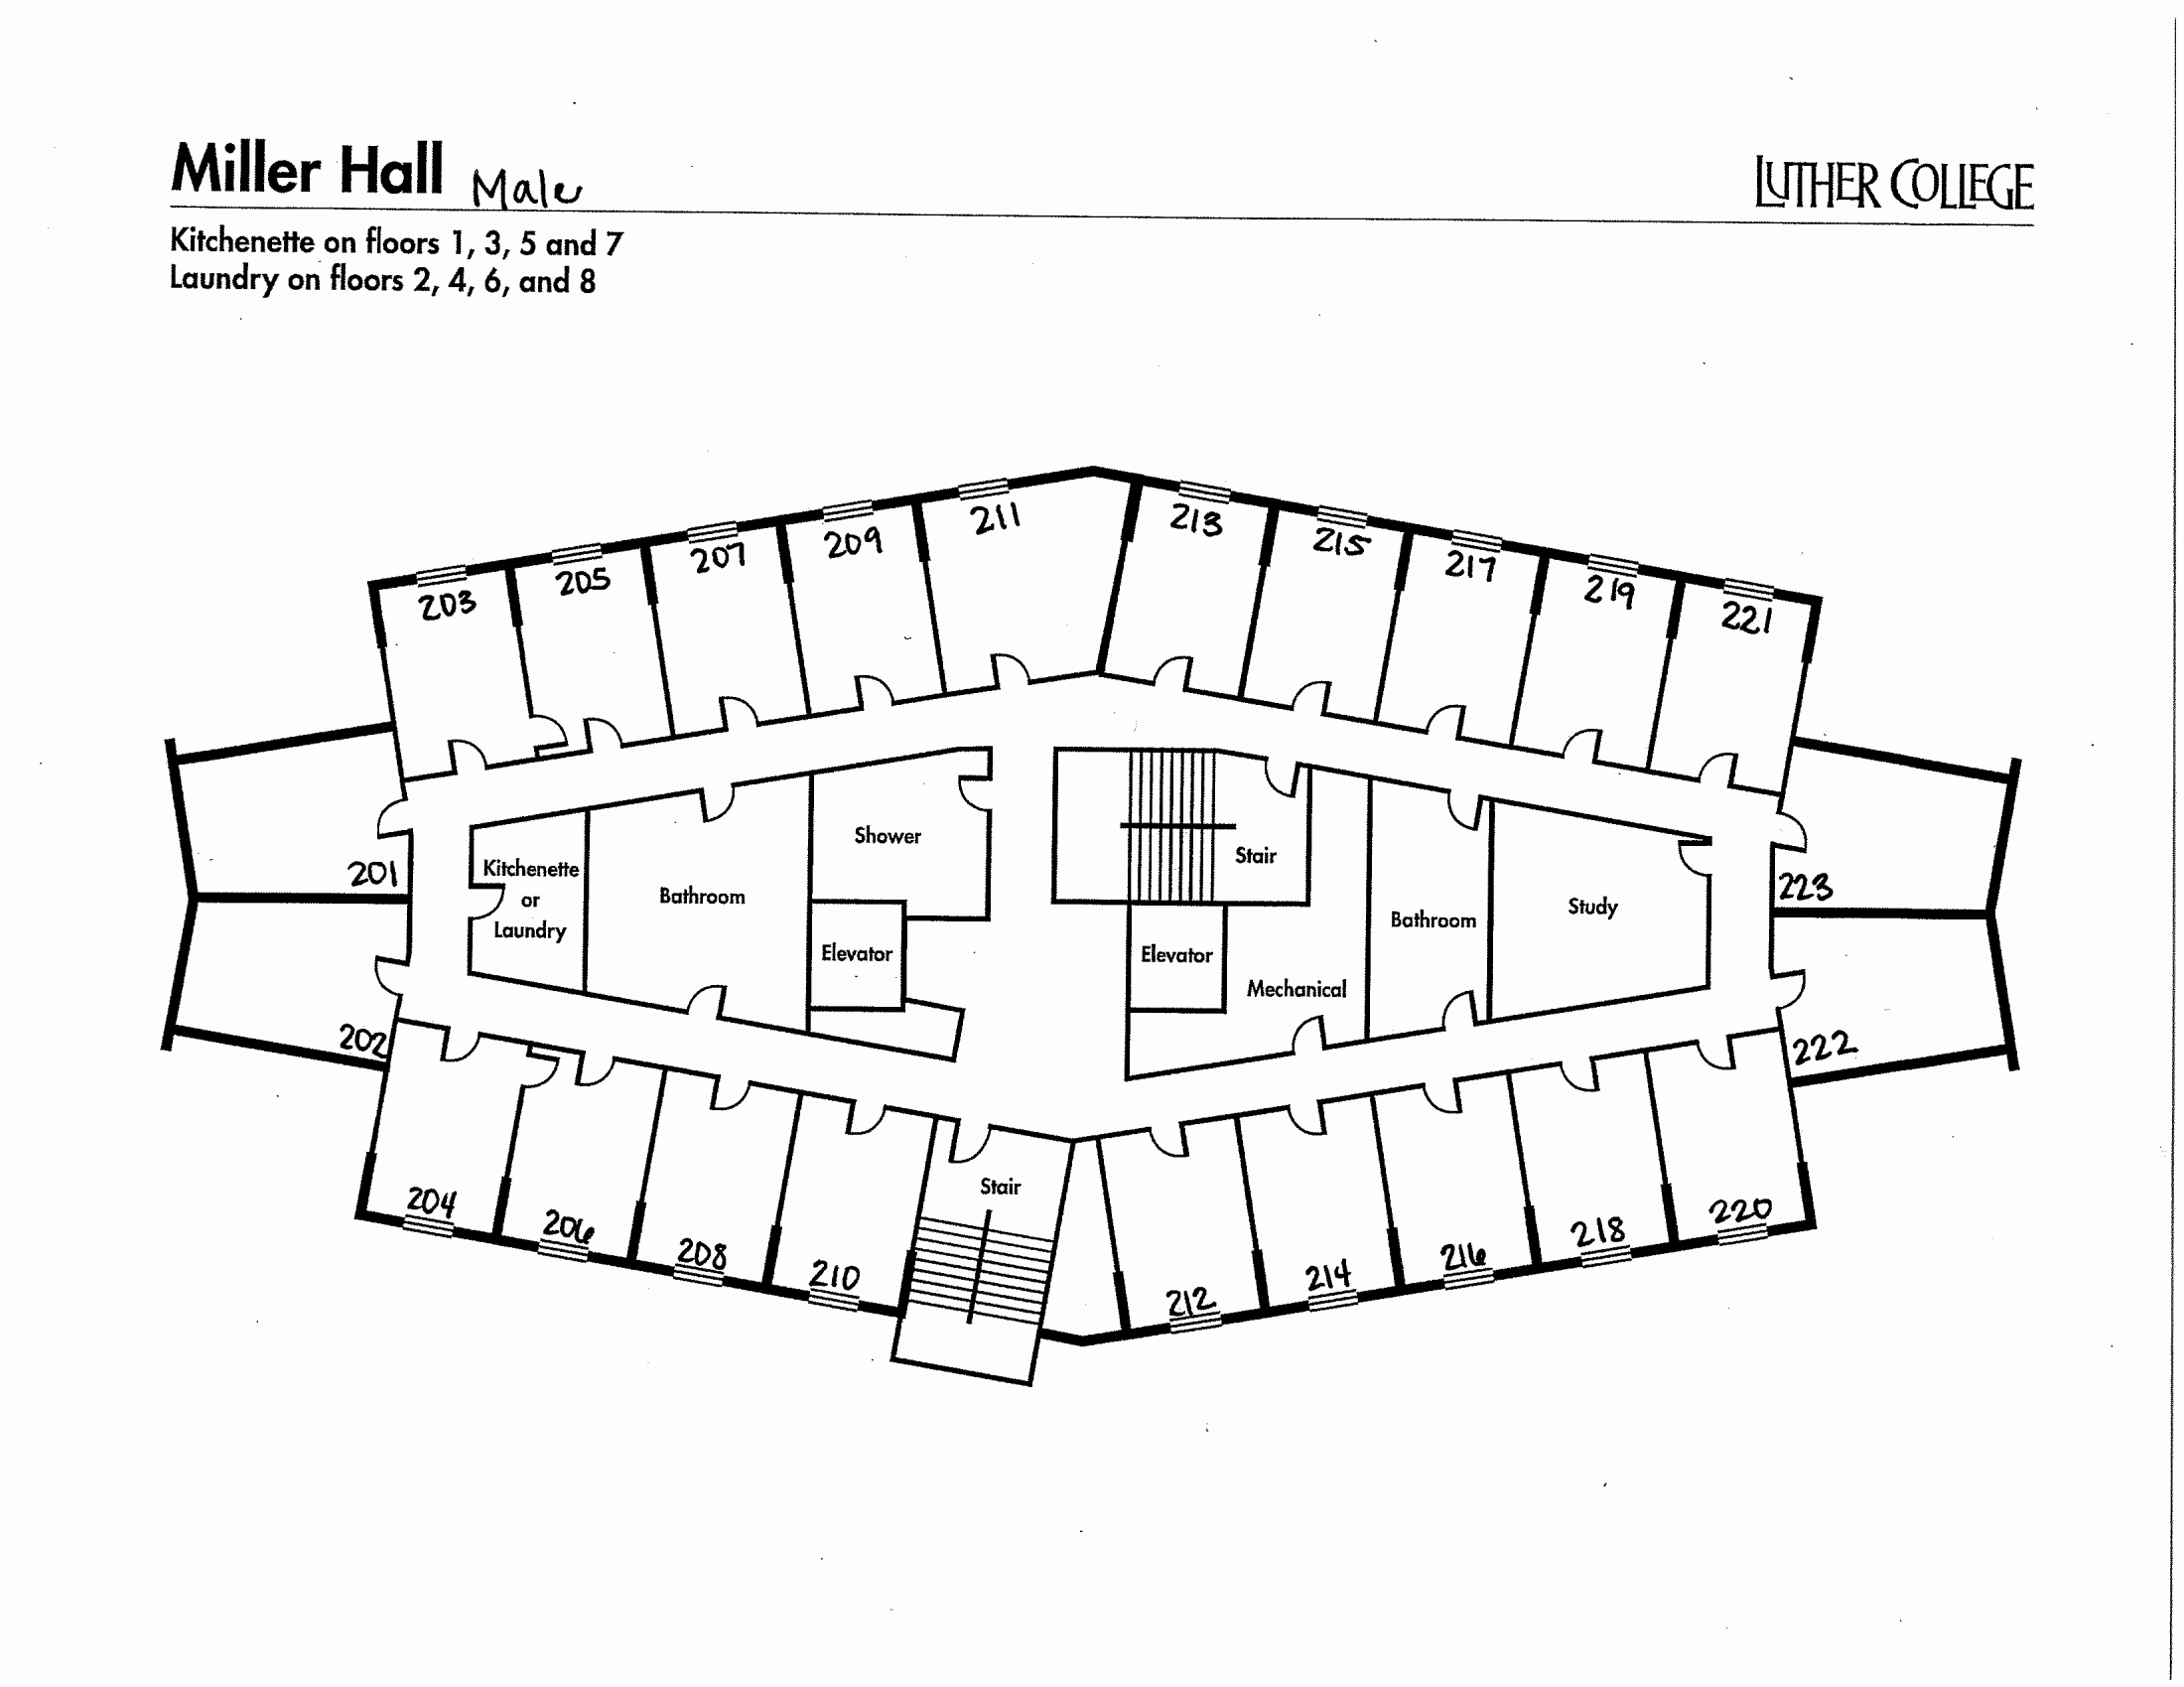 Miller Hall Male
LUTHER COLLEGE
Kitchenette on floors 1, 3, 5 and 7
Laundry on floors 2, 4, 6, and 8
211
213
209
215
207
217
205
219
203
221
Shower
Stair
Kitchenette
or
Laundry
201
223
Bathroom
Study
Bathroom
Elevator
Elevator
Mechanical
202
222
Stair
204
220
206
218
208
216
210
214
212